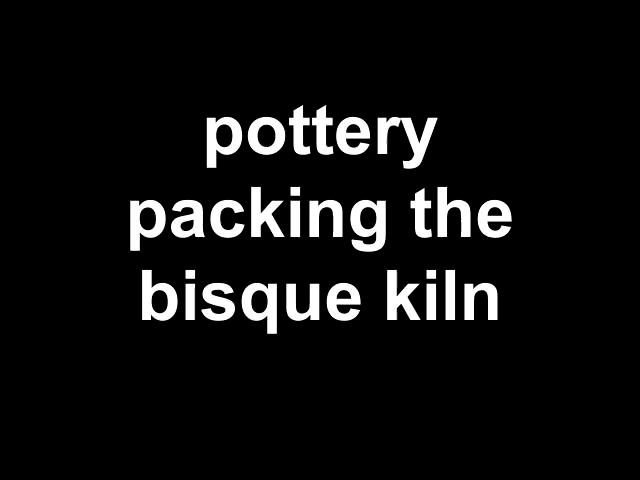 pottery
packing the
bisque kiln